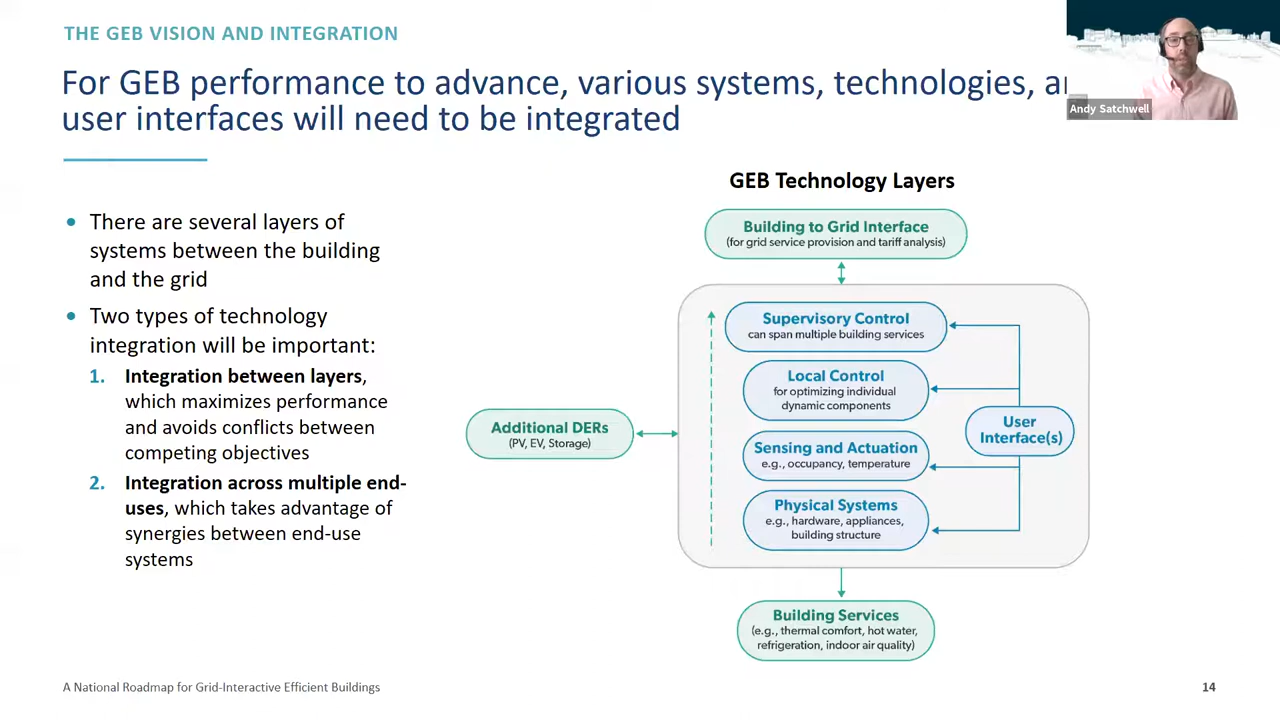 THE GEB VISION AND INTEGRATION
For GEB performance to advance, various systems, technologies,
user interfaces will need to be integrated
Andy Satchwell
There are several layers of
systems between the building
and the grid
Two types of technology
integration will be important:
1. Integration between layers,
which maximizes performance
and avoids conflicts between
competing objectives
2. Integration across multiple end-
uses, which takes advantage of
synergies between end-use
systems
GEB Technology Layers
Building to Grid Interface
(for grid service provision and tariff analysis)
Supervisory Control
can span multiple building services
Local Control
for optimizing individual
dynamic components
Sensing and Actuation
e.g., occupancy, temperature
Physical Systems
e.g., hardware, appliances,
building structure
User
Interface(s)
Additional DERs
(PV, EV, Storage)
Building Services
(e.g., thermal comfort, hot water,
refrigeration, indoor air quality)
A National Roadmap for Grid-Interactive Efficient Buildings
14